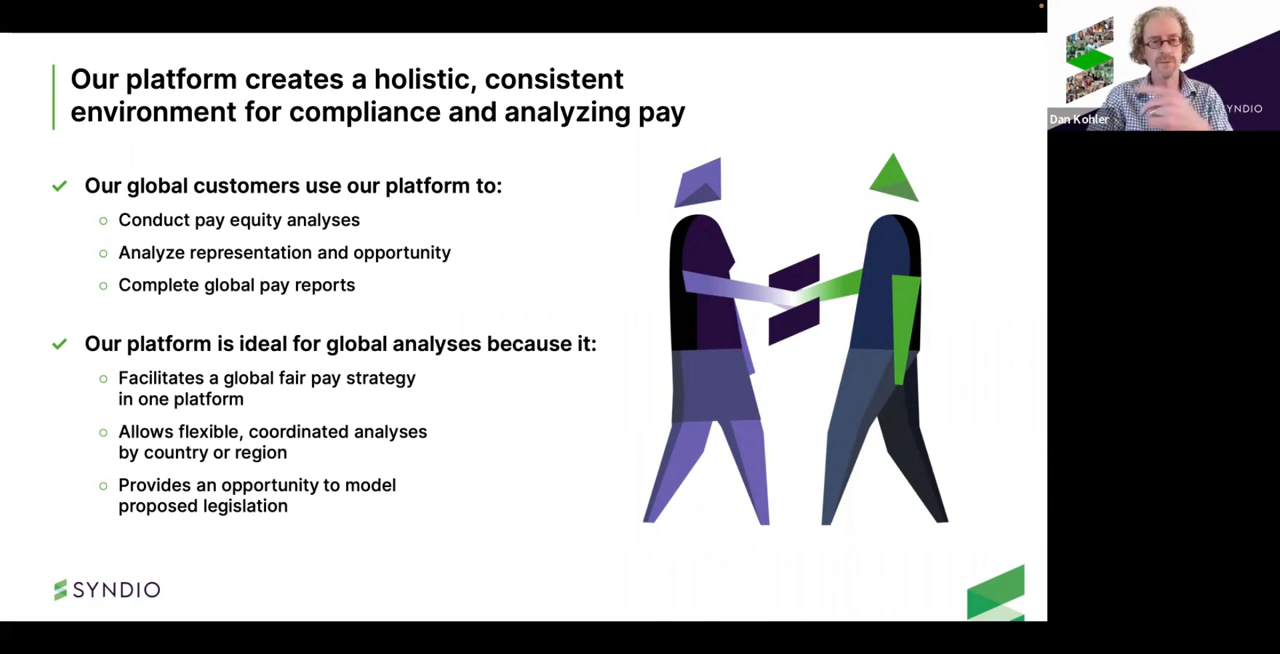 Our platform creates a holistic, consistent
environment for compliance and analyzing pay
Our global customers use our platform to:
Conduct pay equity analyses
Analyze representation and opportunity
Complete global pay reports
Our platform is ideal for global analyses because it:
Facilitates a global fair pay strategy
in one platform
Allows flexible, coordinated analyses
by country or region
Provides an opportunity to model
proposed legislation
SYNDIO
Dan Kohler
YNDIO